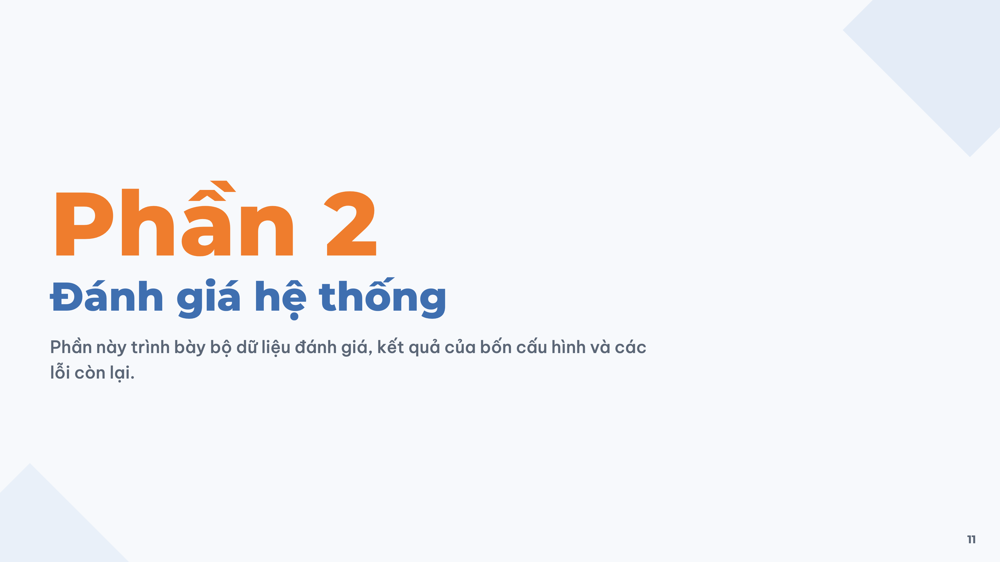 Phần 2
Đánh giá hệ thống
Phần này trình bày bộ dữ liệu đánh giá, kết quả của bốn cấu hình và các
lỗi còn lại.
11